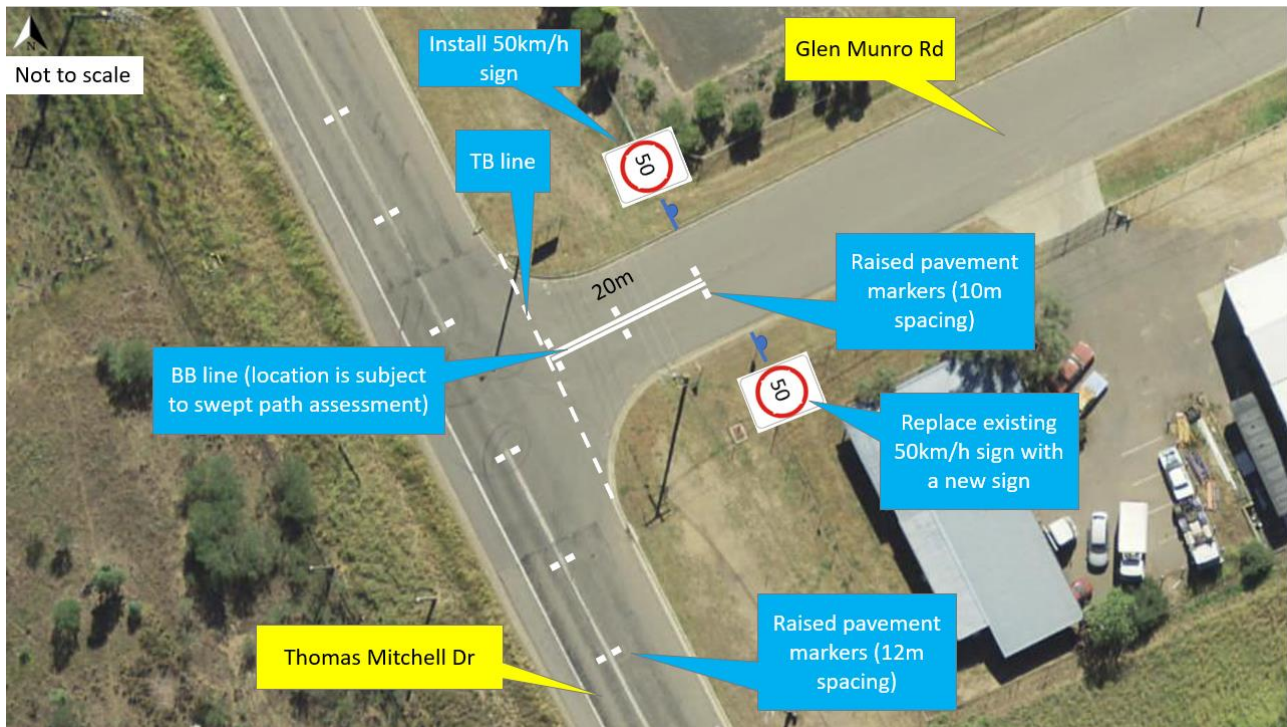 N
Not to scale
Install 50km/h
sign
Glen Munro Rd
50
TB line
20m
Raised pavement
markers (10m
spacing)
BB line (location is subject
to swept path assessment)
50
Replace existing
50km/h sign with
a new sign
Thomas Mitchell Dr
Raised pavement
markers (12m
spacing)